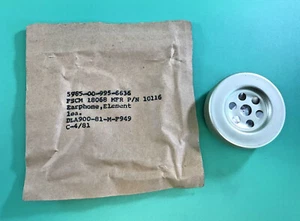 5965-00-995-6636
FSCM 18068 MFR P/N 10116
Earphone,Element
1ea.
DLA900-81-M-F949
C-4/81